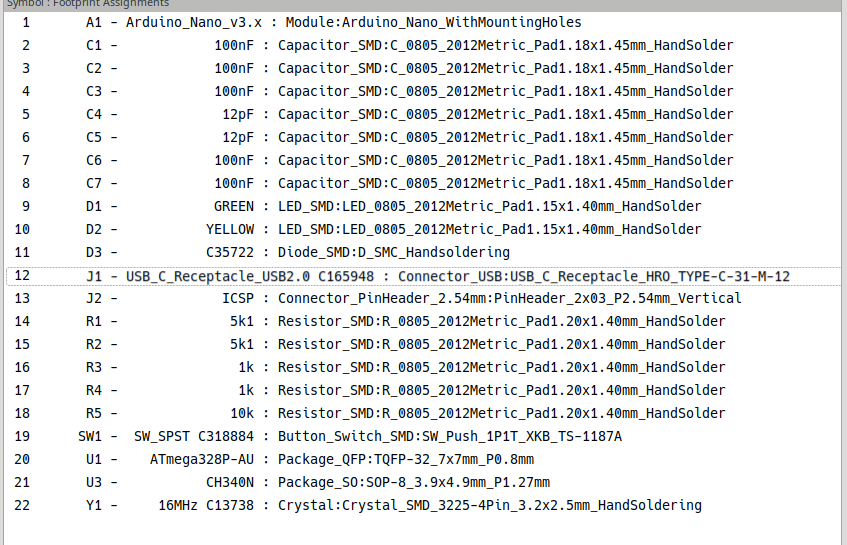 Symbol : Footprint Assignments
1 A1 - Arduino_Nano_v3.x : Module:Arduino_Nano_WithMountingHoles
2 C1 - 100nF : Capacitor_SMD:C_0805_2012Metric_Pad1.18x1.45mm_HandSolder
3 C2 - 100nF : Capacitor_SMD:C_0805_2012Metric_Pad1.18x1.45mm_HandSolder
4 C3 - 100nF : Capacitor_SMD:C_0805_2012Metric_Pad1.18x1.45mm_HandSolder
5 C4 - 12pF : Capacitor_SMD:C_0805_2012Metric_Pad1.18x1.45mm_HandSolder
6 C5 - 12pF : Capacitor_SMD:C_0805_2012Metric_Pad1.18x1.45mm_HandSolder
7 C6 - 100nF : Capacitor_SMD:C_0805_2012Metric_Pad1.18x1.45mm_HandSolder
8 C7 - 100nF : Capacitor_SMD:C_0805_2012Metric_Pad1.18x1.45mm_HandSolder
9 D1 - GREEN : LED_SMD:LED_0805_2012Metric_Pad1.15x1.40mm_HandSolder
10 D2 - YELLOW : LED_SMD:LED_0805_2012Metric_Pad1.15x1.40mm_HandSolder
11 D3 - C35722 : Diode_SMD:D_SMC_Handsoldering
12 J1 - USB_C_Receptacle_USB2.0 C165948 : Connector_USB:USB_C_Receptacle_HRO_TYPE-C-31-M-12
13 J2 - ICSP : Connector_PinHeader_2.54mm:PinHeader_2x03_P2.54mm_Vertical
14 R1 - 5k1 : Resistor_SMD:R_0805_2012Metric_Pad1.20x1.40mm_HandSolder
15 R2 - 5k1 : Resistor_SMD:R_0805_2012Metric_Pad1.20x1.40mm_HandSolder
16 R3 - 1k : Resistor_SMD:R_0805_2012Metric_Pad1.20x1.40mm_HandSolder
17 R4 - 1k : Resistor_SMD:R_0805_2012Metric_Pad1.20x1.40mm_HandSolder
18 R5 - 10k : Resistor_SMD:R_0805_2012Metric_Pad1.20x1.40mm_HandSolder
19 SW1 - SW_SPST C318884 : Button_Switch_SMD:SW_Push_1P1T_XKB_TS-1187A
20 U1 - ATmega328P-AU : Package_QFP:TQFP-32_7x7mm_P0.8mm
21 U3 - CH340N : Package_SO:SOP-8_3.9x4.9mm_P1.27mm
22 Y1 - 16MHz C13738 : Crystal:Crystal_SMD_3225-4Pin_3.2x2.5mm_HandSoldering